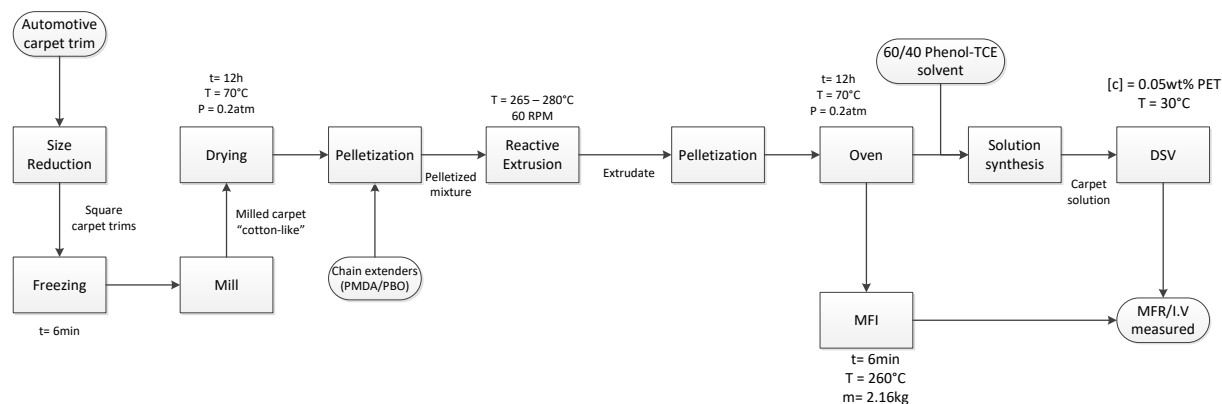 Automotive
carpet trim
Size
Reduction
Square
carpet trims
Freezing
t= 6min
Mill
Milled carpet
“cotton-like”
t= 12h
T = 70°C
P = 0.2atm
Drying
Pelletization
Chain extenders
(PMDA/PBO)
Pelletized
mixture
T = 265 – 280°C
60 RPM
Reactive
Extrusion
Extrudate
Pelletization
t= 12h
T = 70°C
P = 0.2atm
Oven
60/40 Phenol-TCE
solvent
Solution
synthesis
Carpet
solution
[c] = 0.05wt% PET
T = 30°C
DSV
MFI
t= 6min
T = 260°C
m= 2.16kg
MFR/I.V
measured